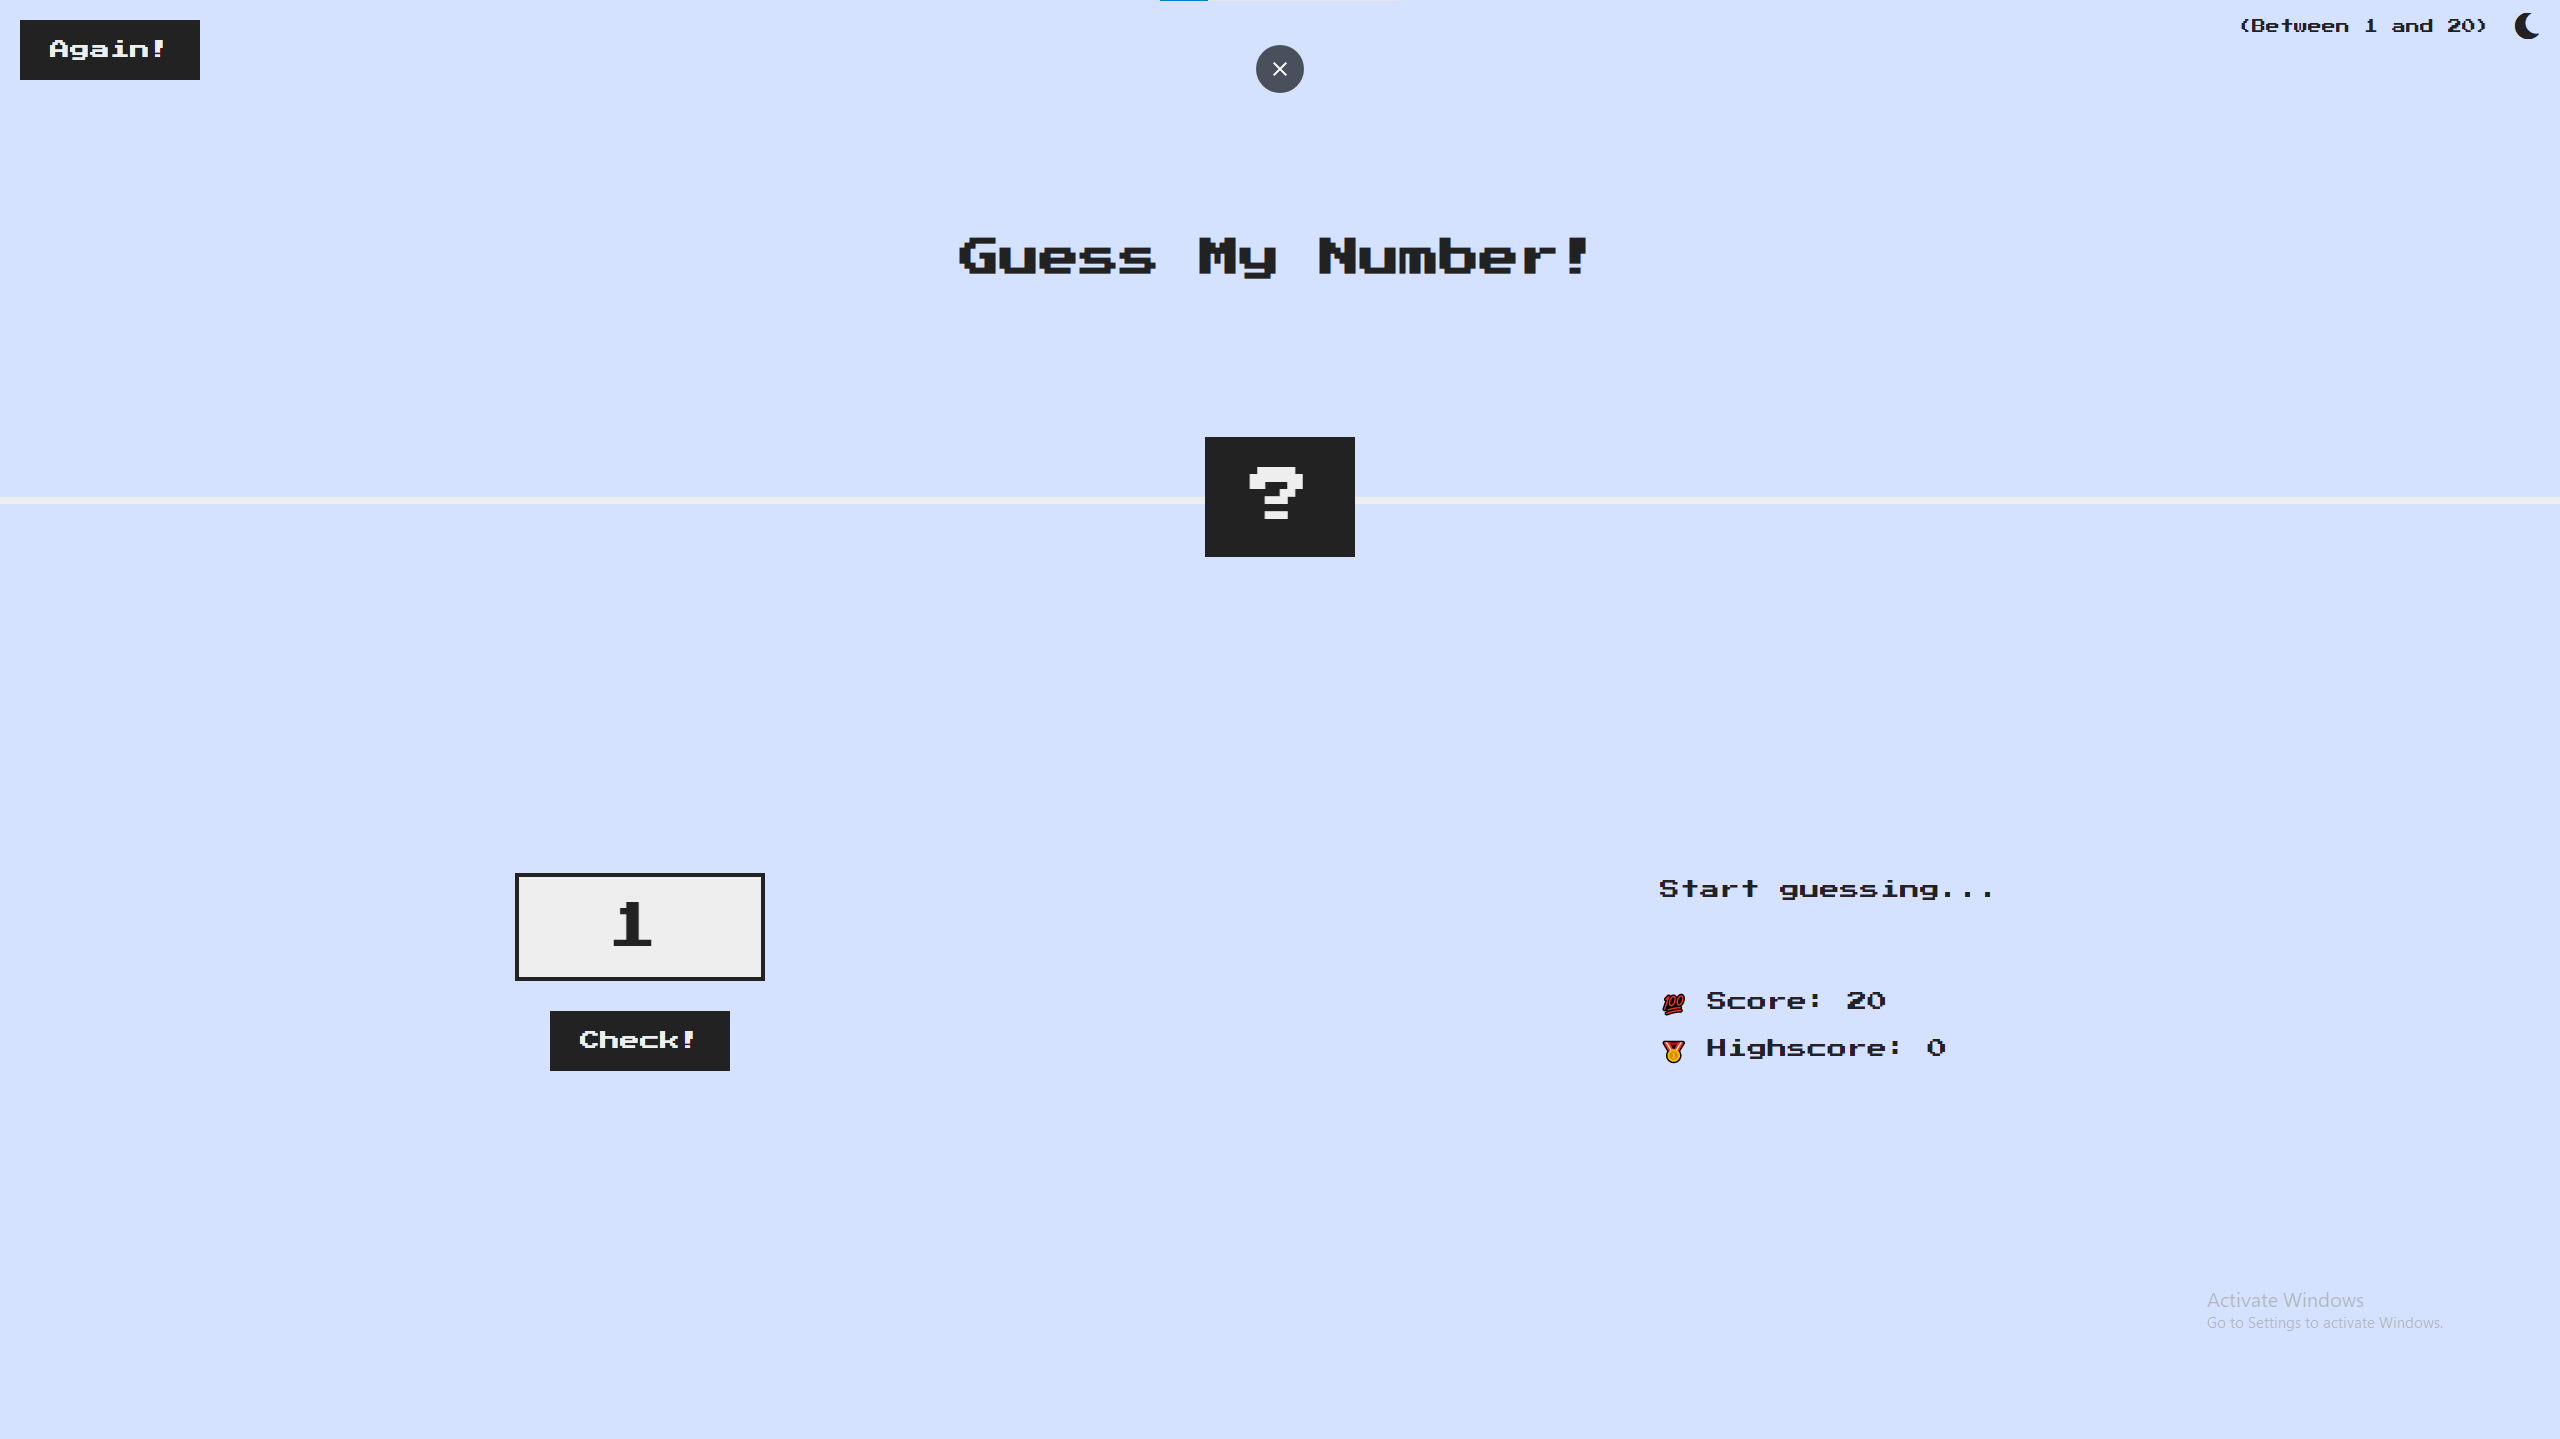 Again!
(Between 1 and 20)
Guess My Number!
?
1
Check!
Start guessing...
💯 Score: 20
🥇 Highscore: 0
Activate Windows
Go to Settings to activate Windows.